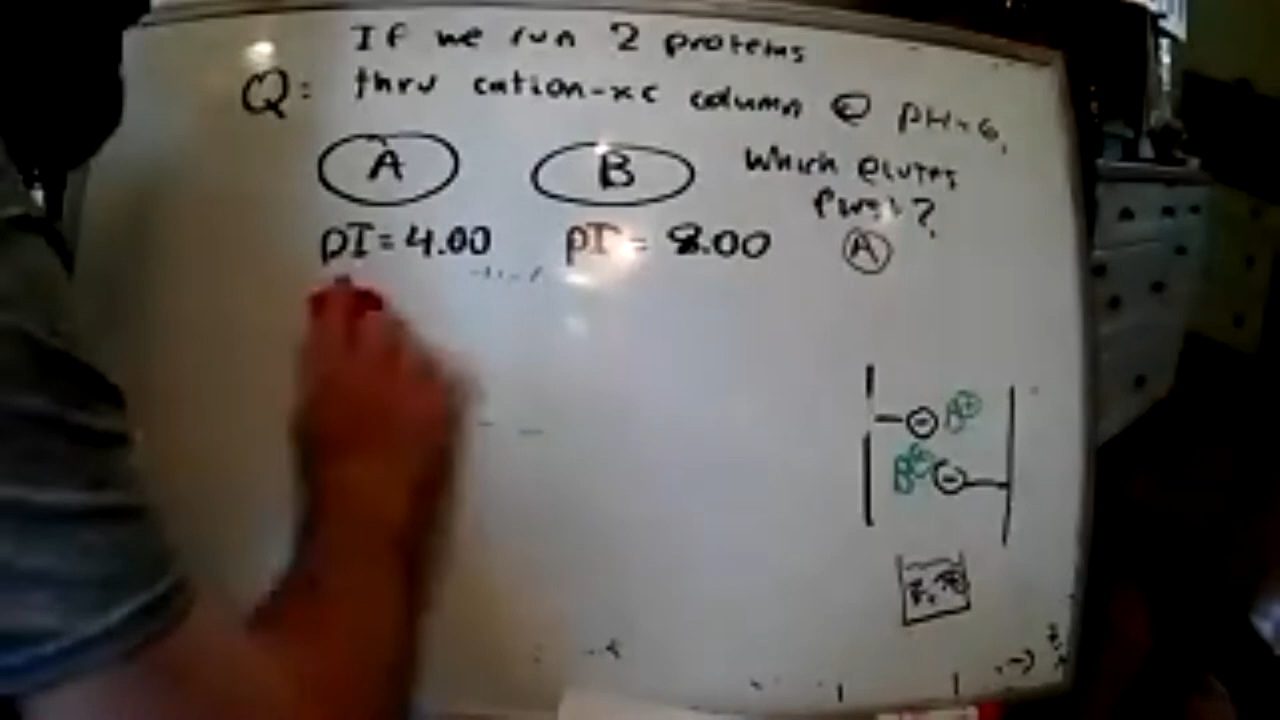 If we run 2 proteins
Q: thru cation-xc column @ pH=6,
A B Which elutes
first?
pI=4.00 pI=8.00 A
- B+
B+ -